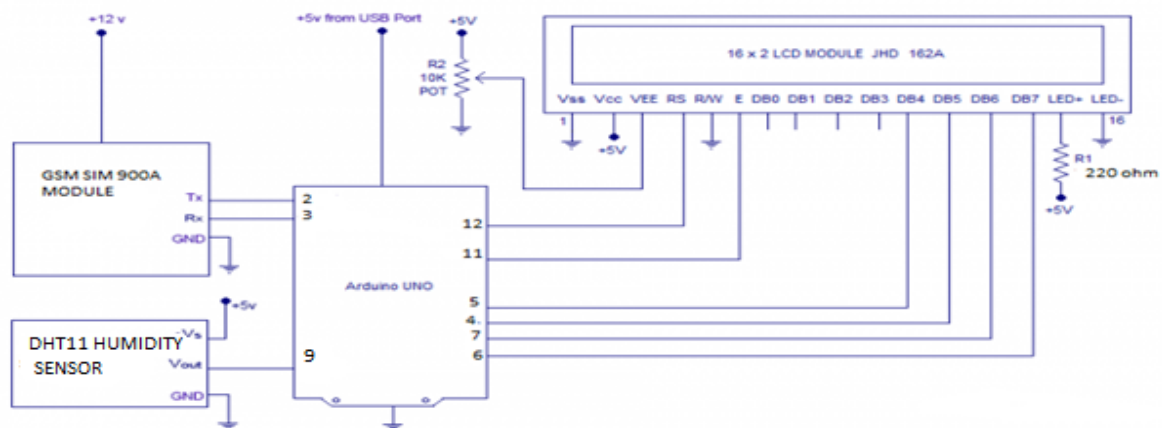 +12 v
+5v from USB Port
+5V
R2
10K
POT
16 x 2 LCD MODULE JHD 162A
Vss Vcc VEE RS R/W E DB0 DB1 DB2 DB3 DB4 DB5 DB6 DB7 LED+ LED-
1
16
+5V
R1
220 ohm
+5V
GSM SIM 900A
MODULE
Tx
Rx
GND
2
3
12
11
Arduino UNO
5
4.
7
6
9
+5v
DHT11 HUMIDITY
SENSOR
Vs
Vout
GND